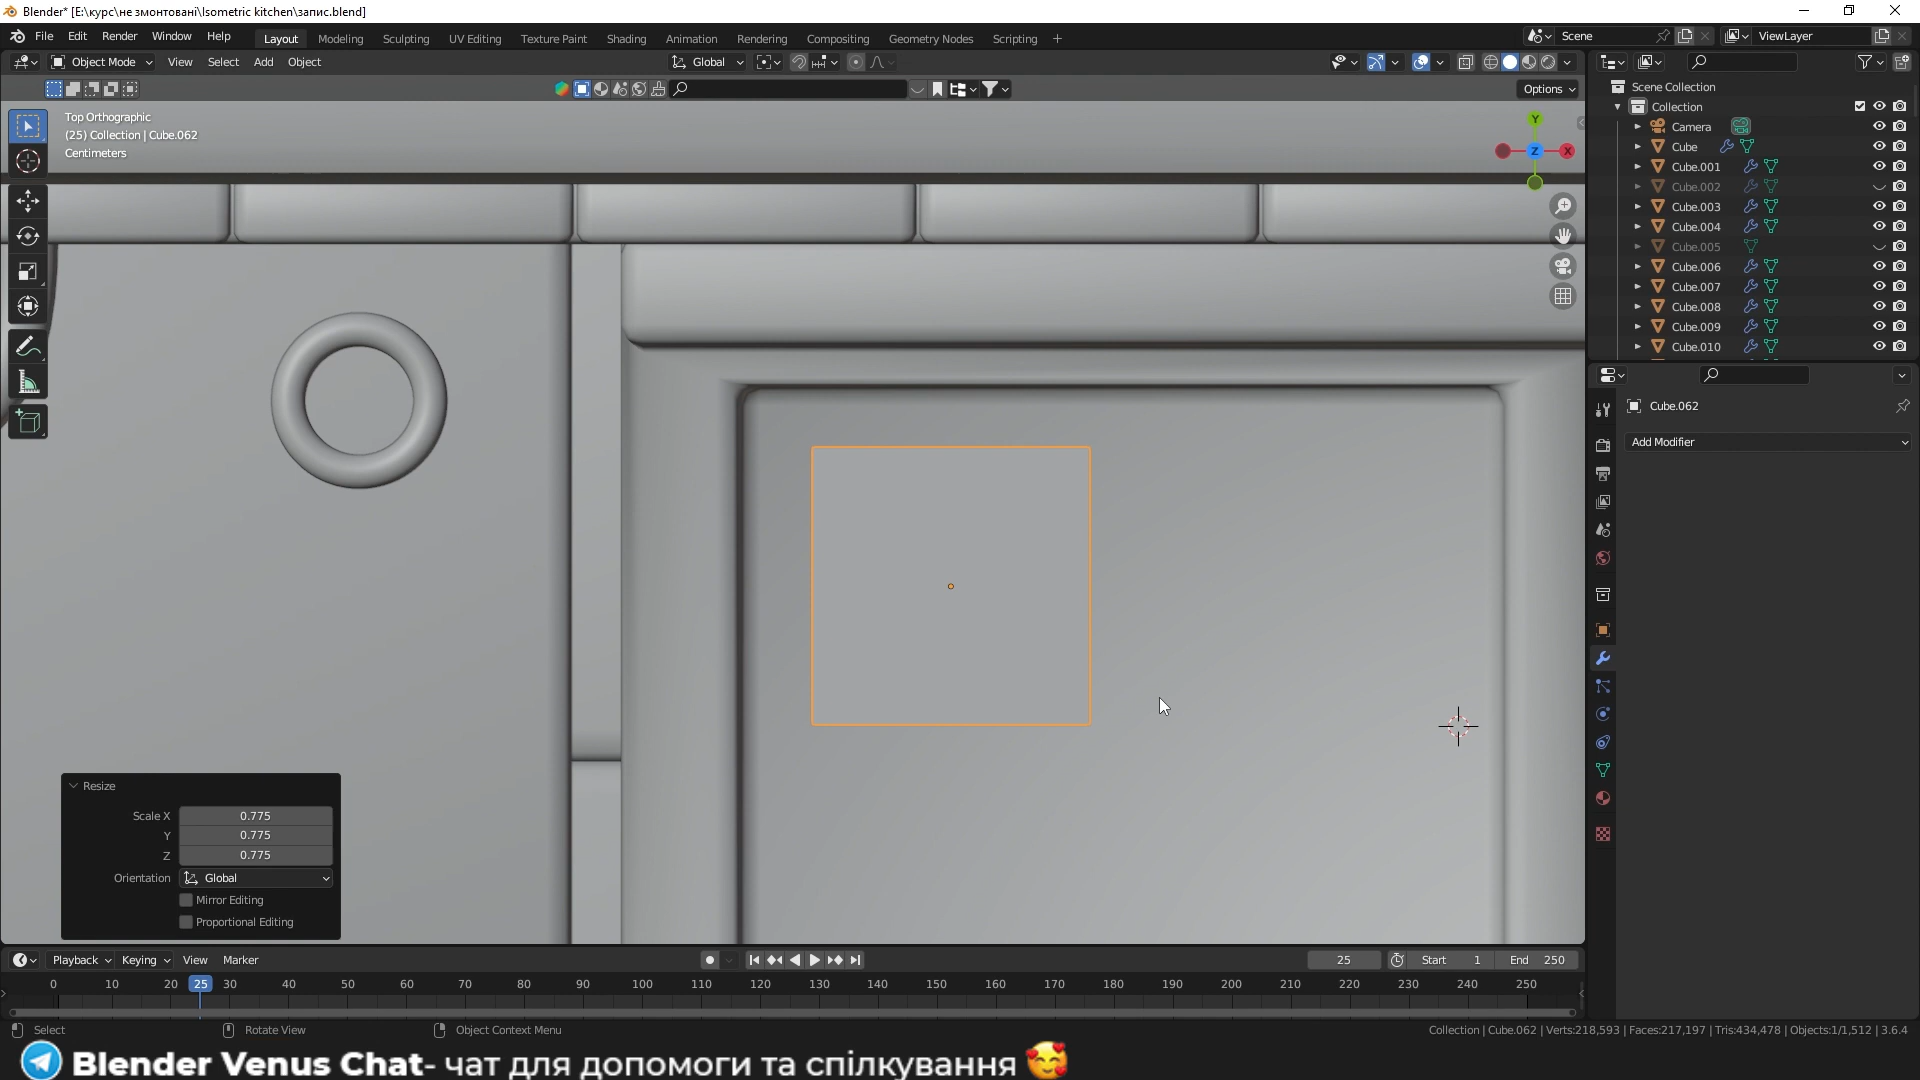 Blender* [E:\курс\не змонтовані\Isometric kitchen\запис.blend]
File Edit Render Window Help Layout Modeling Sculpting UV Editing Texture Paint Shading Animation Rendering Compositing Geometry Nodes Scripting + Scene ViewLayer
Object Mode View Select Add Object Global
Options
Top Orthographic
(25) Collection | Cube.062
Centimeters
Y
Z X
Scene Collection
Collection
Camera
Cube
Cube.001
Cube.002
Cube.003
Cube.004
Cube.005
Cube.006
Cube.007
Cube.008
Cube.009
Cube.010
Cube.062
Add Modifier
Resize
Scale X 0.775
Y 0.775
Z 0.775
Orientation Global
Mirror Editing
Proportional Editing
Playback Keying View Marker 25 Start 1 End 250
0 10 20 25 30 40 50 60 70 80 90 100 110 120 130 140 150 160 170 180 190 200 210 220 230 240 250
Select Rotate View Object Context Menu Collection | Cube.062 | Verts:218,593 | Faces:217,197 | Tris:434,478 | Objects:1/1,512 | 3.6.4
Blender Venus Chat- чат для допомоги та спілкування 🥰